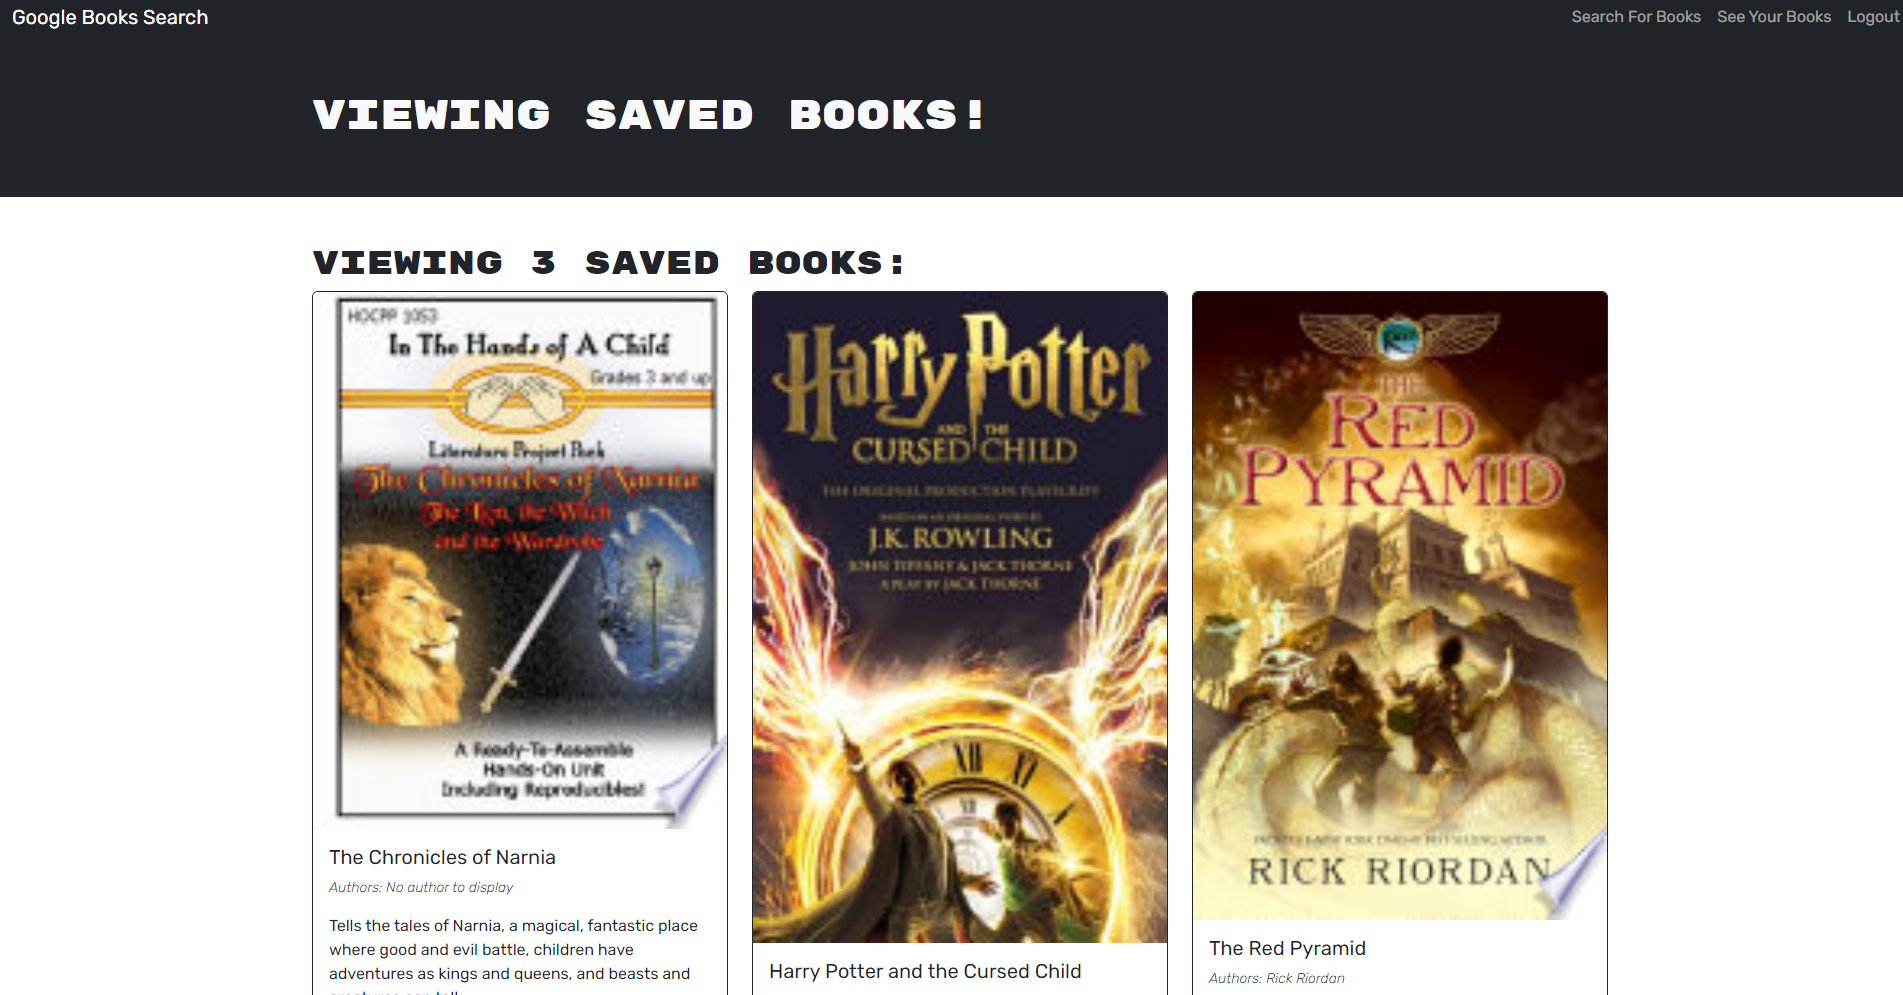 Google Books Search
Search For Books
See Your Books
Logout
VIEWING SAVED BOOKS!
VIEWING 3 SAVED BOOKS:
HOCPP 1053
In The Hands of A Child
Grades 3 and up
Literature Project Pack
The Chronicles of Narnia
The Lion, the Witch
and the Wardrobe
A Ready-To-Assemble
Hands-On Unit
Including Reproducibles!
The Chronicles of Narnia
Authors: No author to display
Tells the tales of Narnia, a magical, fantastic place
where good and evil battle, children have
adventures as kings and queens, and beasts and
Harry Potter
AND THE
CURSED CHILD
THE ORIGINAL PRODUCTION PLAYSCRIPT
BASED ON AN ORIGINAL STORY BY
J.K. ROWLING
JOHN TIFFANY & JACK THORNE
A PLAY BY JACK THORNE
XII
XI
Harry Potter and the Cursed Child
THE
RED
PYRAMID
RICK RIORDAN
The Red Pyramid
Authors: Rick Riordan